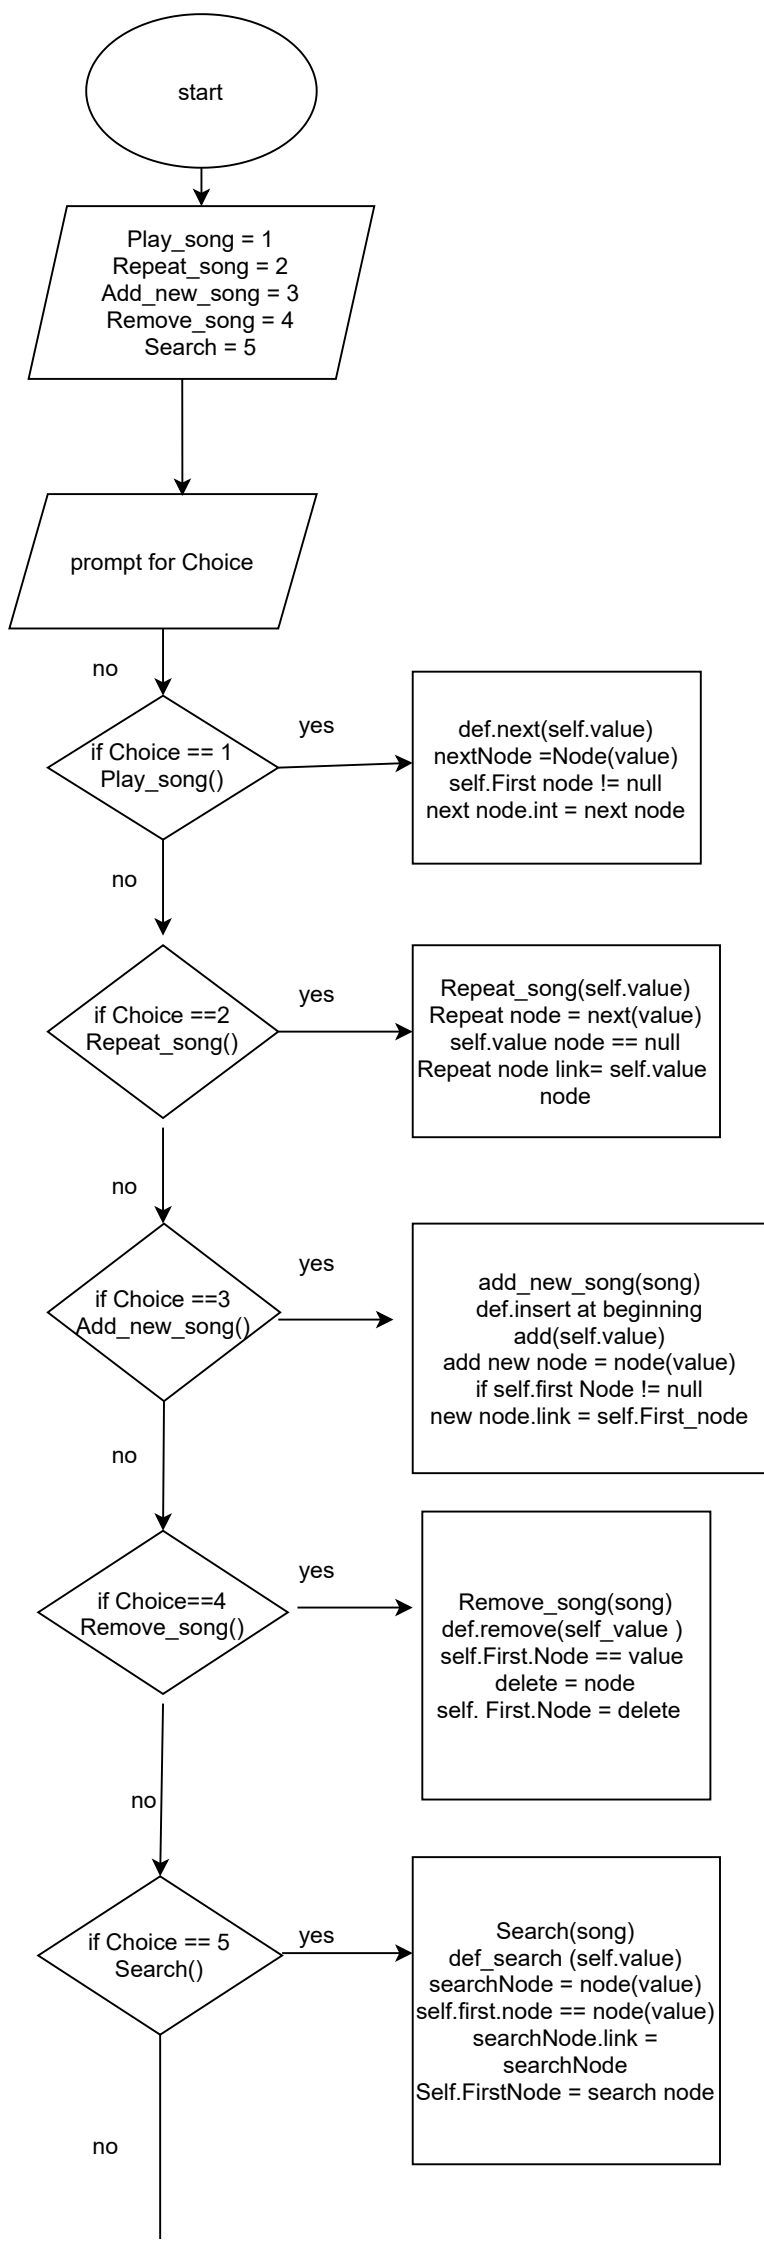 start
Play_song = 1
Repeat_song = 2
Add_new_song = 3
Remove_song = 4
Search = 5
prompt for Choice
no
if Choice == 1
Play_song()
yes
def.next(self.value)
nextNode =Node(value)
self.First node != null
next node.int = next node
no
if Choice ==2
Repeat_song()
yes
Repeat_song(self.value)
Repeat node = next(value)
self.value node == null
Repeat node link= self.value
node
no
if Choice ==3
Add_new_song()
yes
add_new_song(song)
def.insert at beginning
add(self.value)
add new node = node(value)
if self.first Node != null
new node.link = self.First_node
no
if Choice==4
Remove_song()
yes
Remove_song(song)
def.remove(self_value )
self.First.Node == value
delete = node
self. First.Node = delete
no
if Choice == 5
Search()
yes
Search(song)
def_search (self.value)
searchNode = node(value)
self.first.node == node(value)
searchNode.link =
searchNode
Self.FirstNode = search node
no